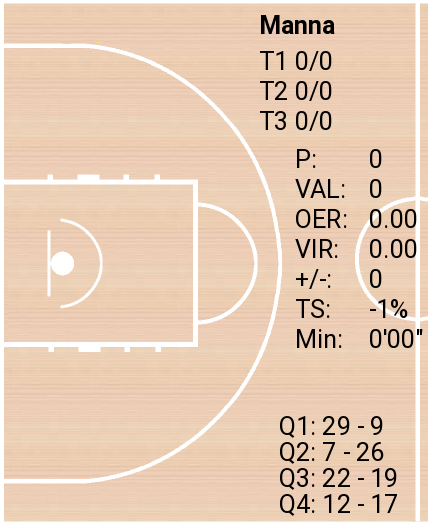 Manna
T1 0/0
T2 0/0
T3 0/0
P: 0
VAL: 0
OER: 0.00
VIR: 0.00
+/-: 0
TS: -1%
Min: 0'00"
Q1: 29 - 9
Q2: 7 - 26
Q3: 22 - 19
Q4: 12 - 17